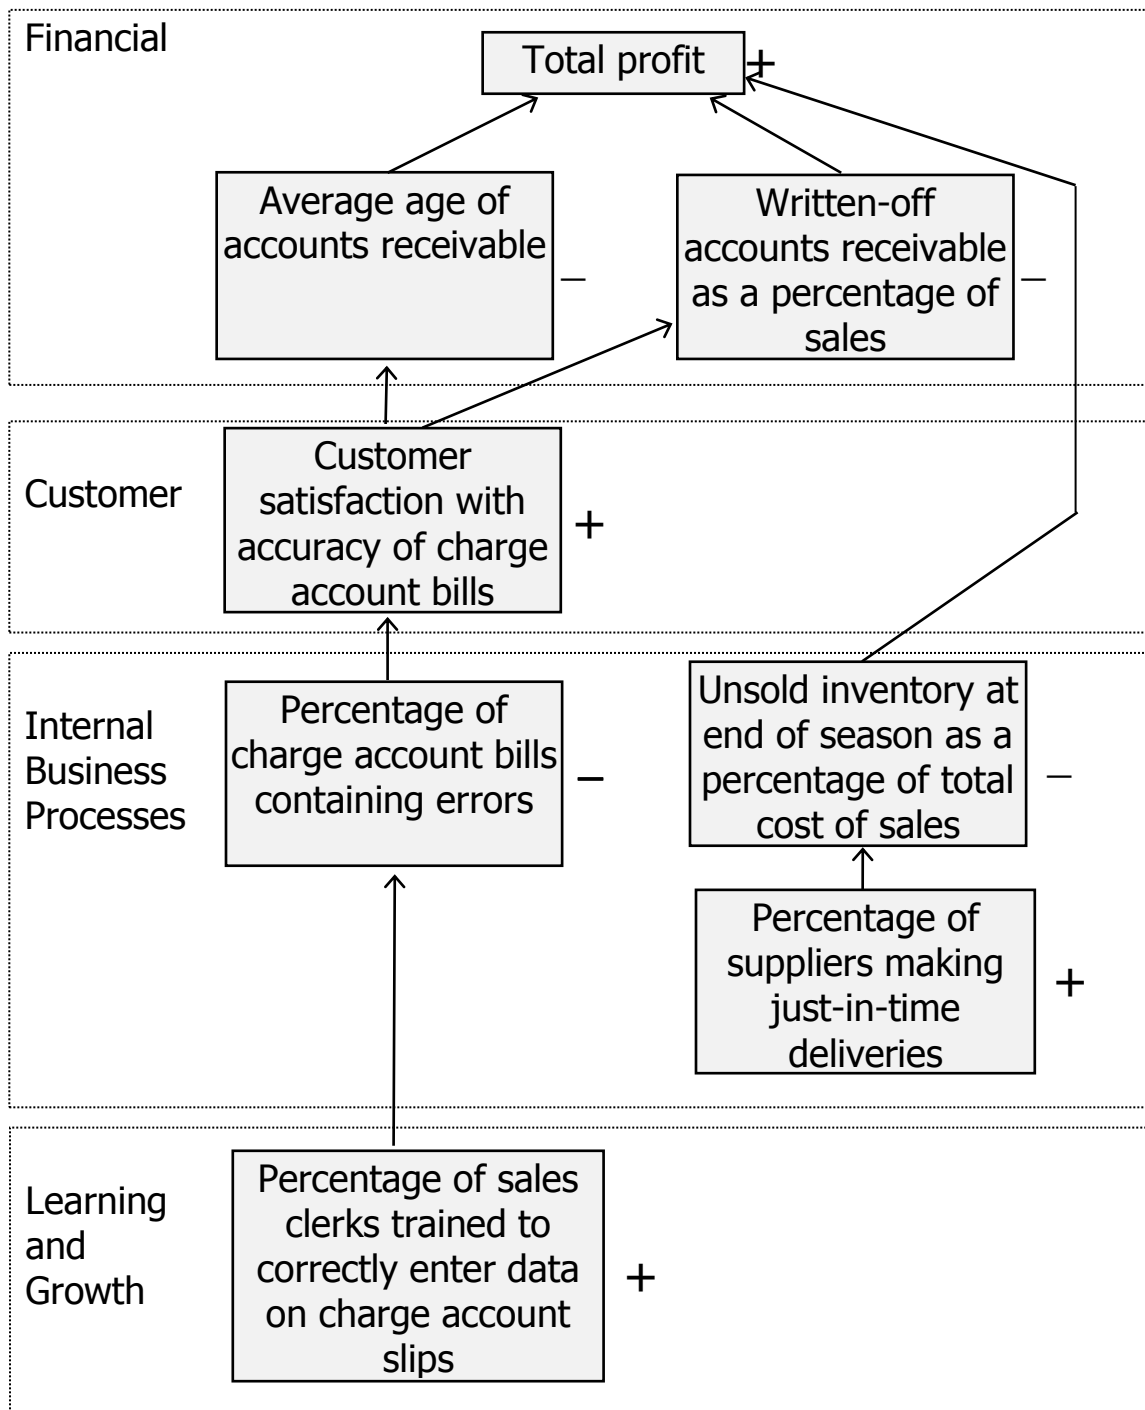 Financial
Total profit
+
Average age of
accounts receivable
–
Written-off
accounts receivable
as a percentage of
sales
–
Customer
Customer
satisfaction with
accuracy of charge
account bills
+
Internal
Business
Processes
Percentage of
charge account bills
containing errors
–
Unsold inventory at
end of season as a
percentage of total
cost of sales
–
Percentage of
suppliers making
just-in-time
deliveries
+
Learning
and
Growth
Percentage of sales
clerks trained to
correctly enter data
on charge account
slips
+